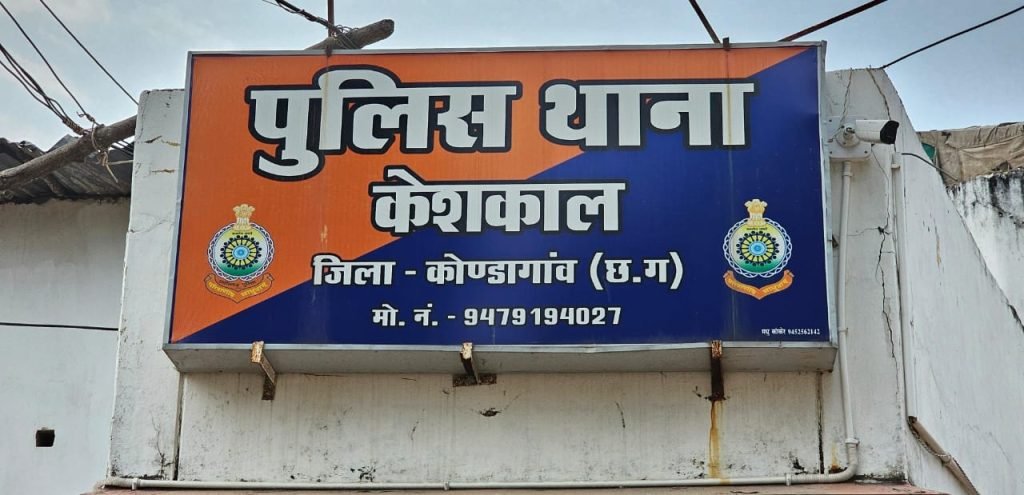 पुलिस थाना
केशकाल
जिला - कोण्डागांव (छ.ग)
मो. नं. - 9479194027